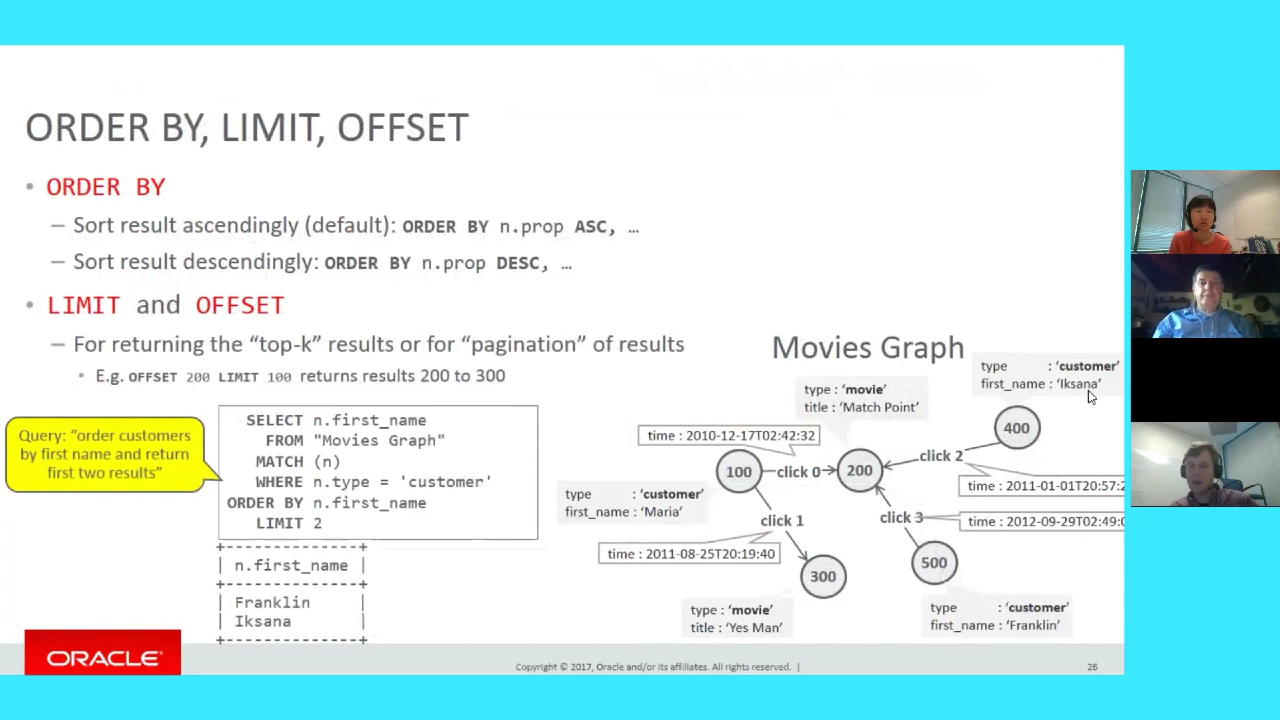 ORDER BY, LIMIT, OFFSET
• ORDER BY
– Sort result ascendingly (default): ORDER BY n.prop ASC, …
– Sort result descendingly: ORDER BY n.prop DESC, …
• LIMIT and OFFSET
– For returning the “top-k” results or for “pagination” of results
• E.g. OFFSET 200 LIMIT 100 returns results 200 to 300
Query: “order customers
by first name and return
first two results”
SELECT n.first_name
FROM "Movies Graph"
MATCH (n)
WHERE n.type = 'customer'
ORDER BY n.first_name
LIMIT 2
+--------------+
| n.first_name |
+--------------+
| Franklin     |
| Iksana       |
+--------------+
Movies Graph
type : ‘customer’
first_name : ‘Iksana’
type : ‘movie’
title : ‘Match Point’
400
time : 2010-12-17T02:42:32
click 2
100
click 0
200
time : 2011-01-01T20:57:2
type : ‘customer’
first_name : ‘Maria’
click 1
click 3
time : 2012-09-29T02:49:0
time : 2011-08-25T20:19:40
300
500
type : ‘movie’
title : ‘Yes Man’
type : ‘customer’
first_name : ‘Franklin’
ORACLE
Copyright © 2017, Oracle and/or its affiliates. All rights reserved. |
26